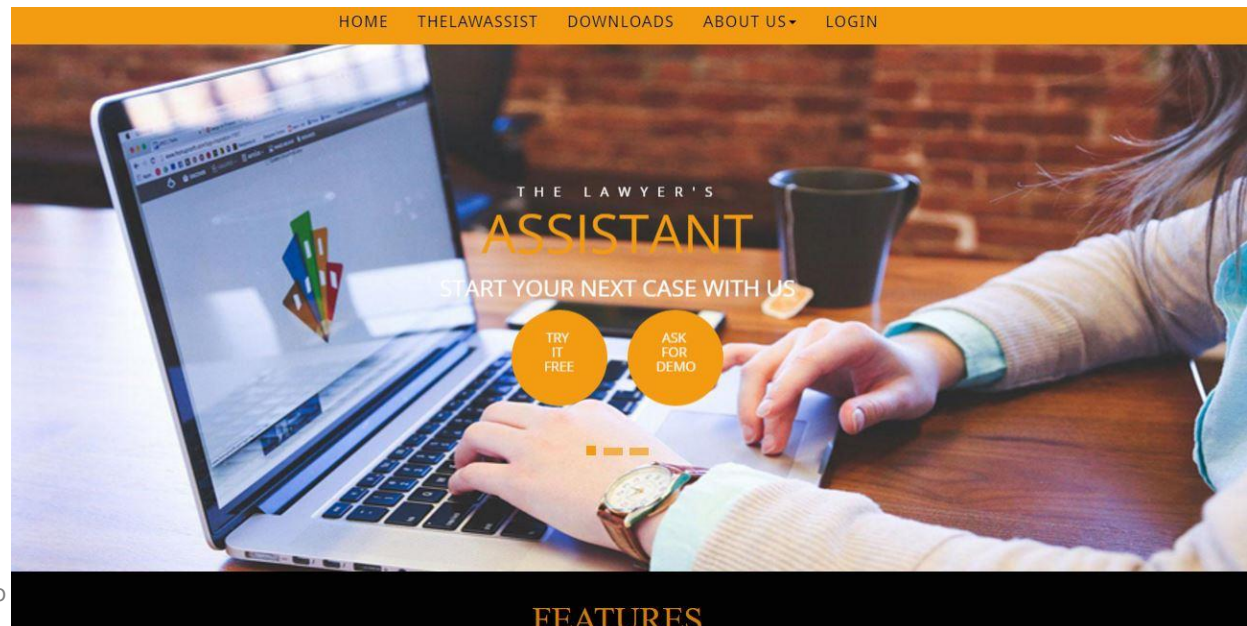 HOME THELAWASSIST DOWNLOADS ABOUT US LOGIN
THE LAWYER'S
ASSISTANT
START YOUR NEXT CASE WITH US
TRY
IT
FREE
ASK
FOR
DEMO
FEATURES